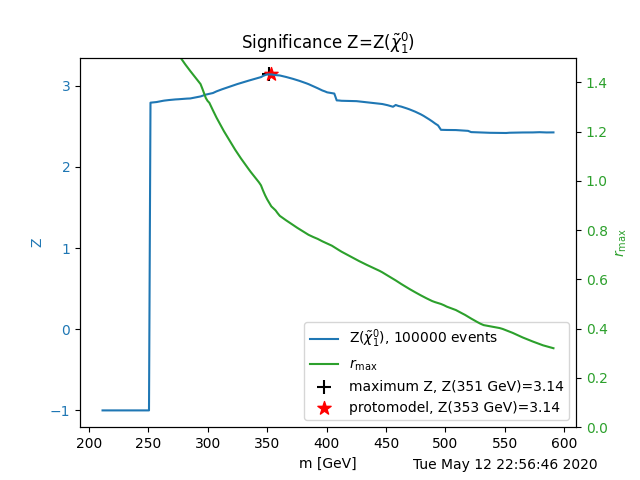 Significance Z=Z(χ̃₁⁰)
3
2
1
0
−1
Z
1.4
1.2
1.0
0.8
0.6
0.4
0.2
0.0
r_max
Z(χ̃₁⁰), 100000 events
r_max
maximum Z, Z(351 GeV)=3.14
protomodel, Z(353 GeV)=3.14
200 250 300 350 400 450 500 550 600
m [GeV]
Tue May 12 22:56:46 2020